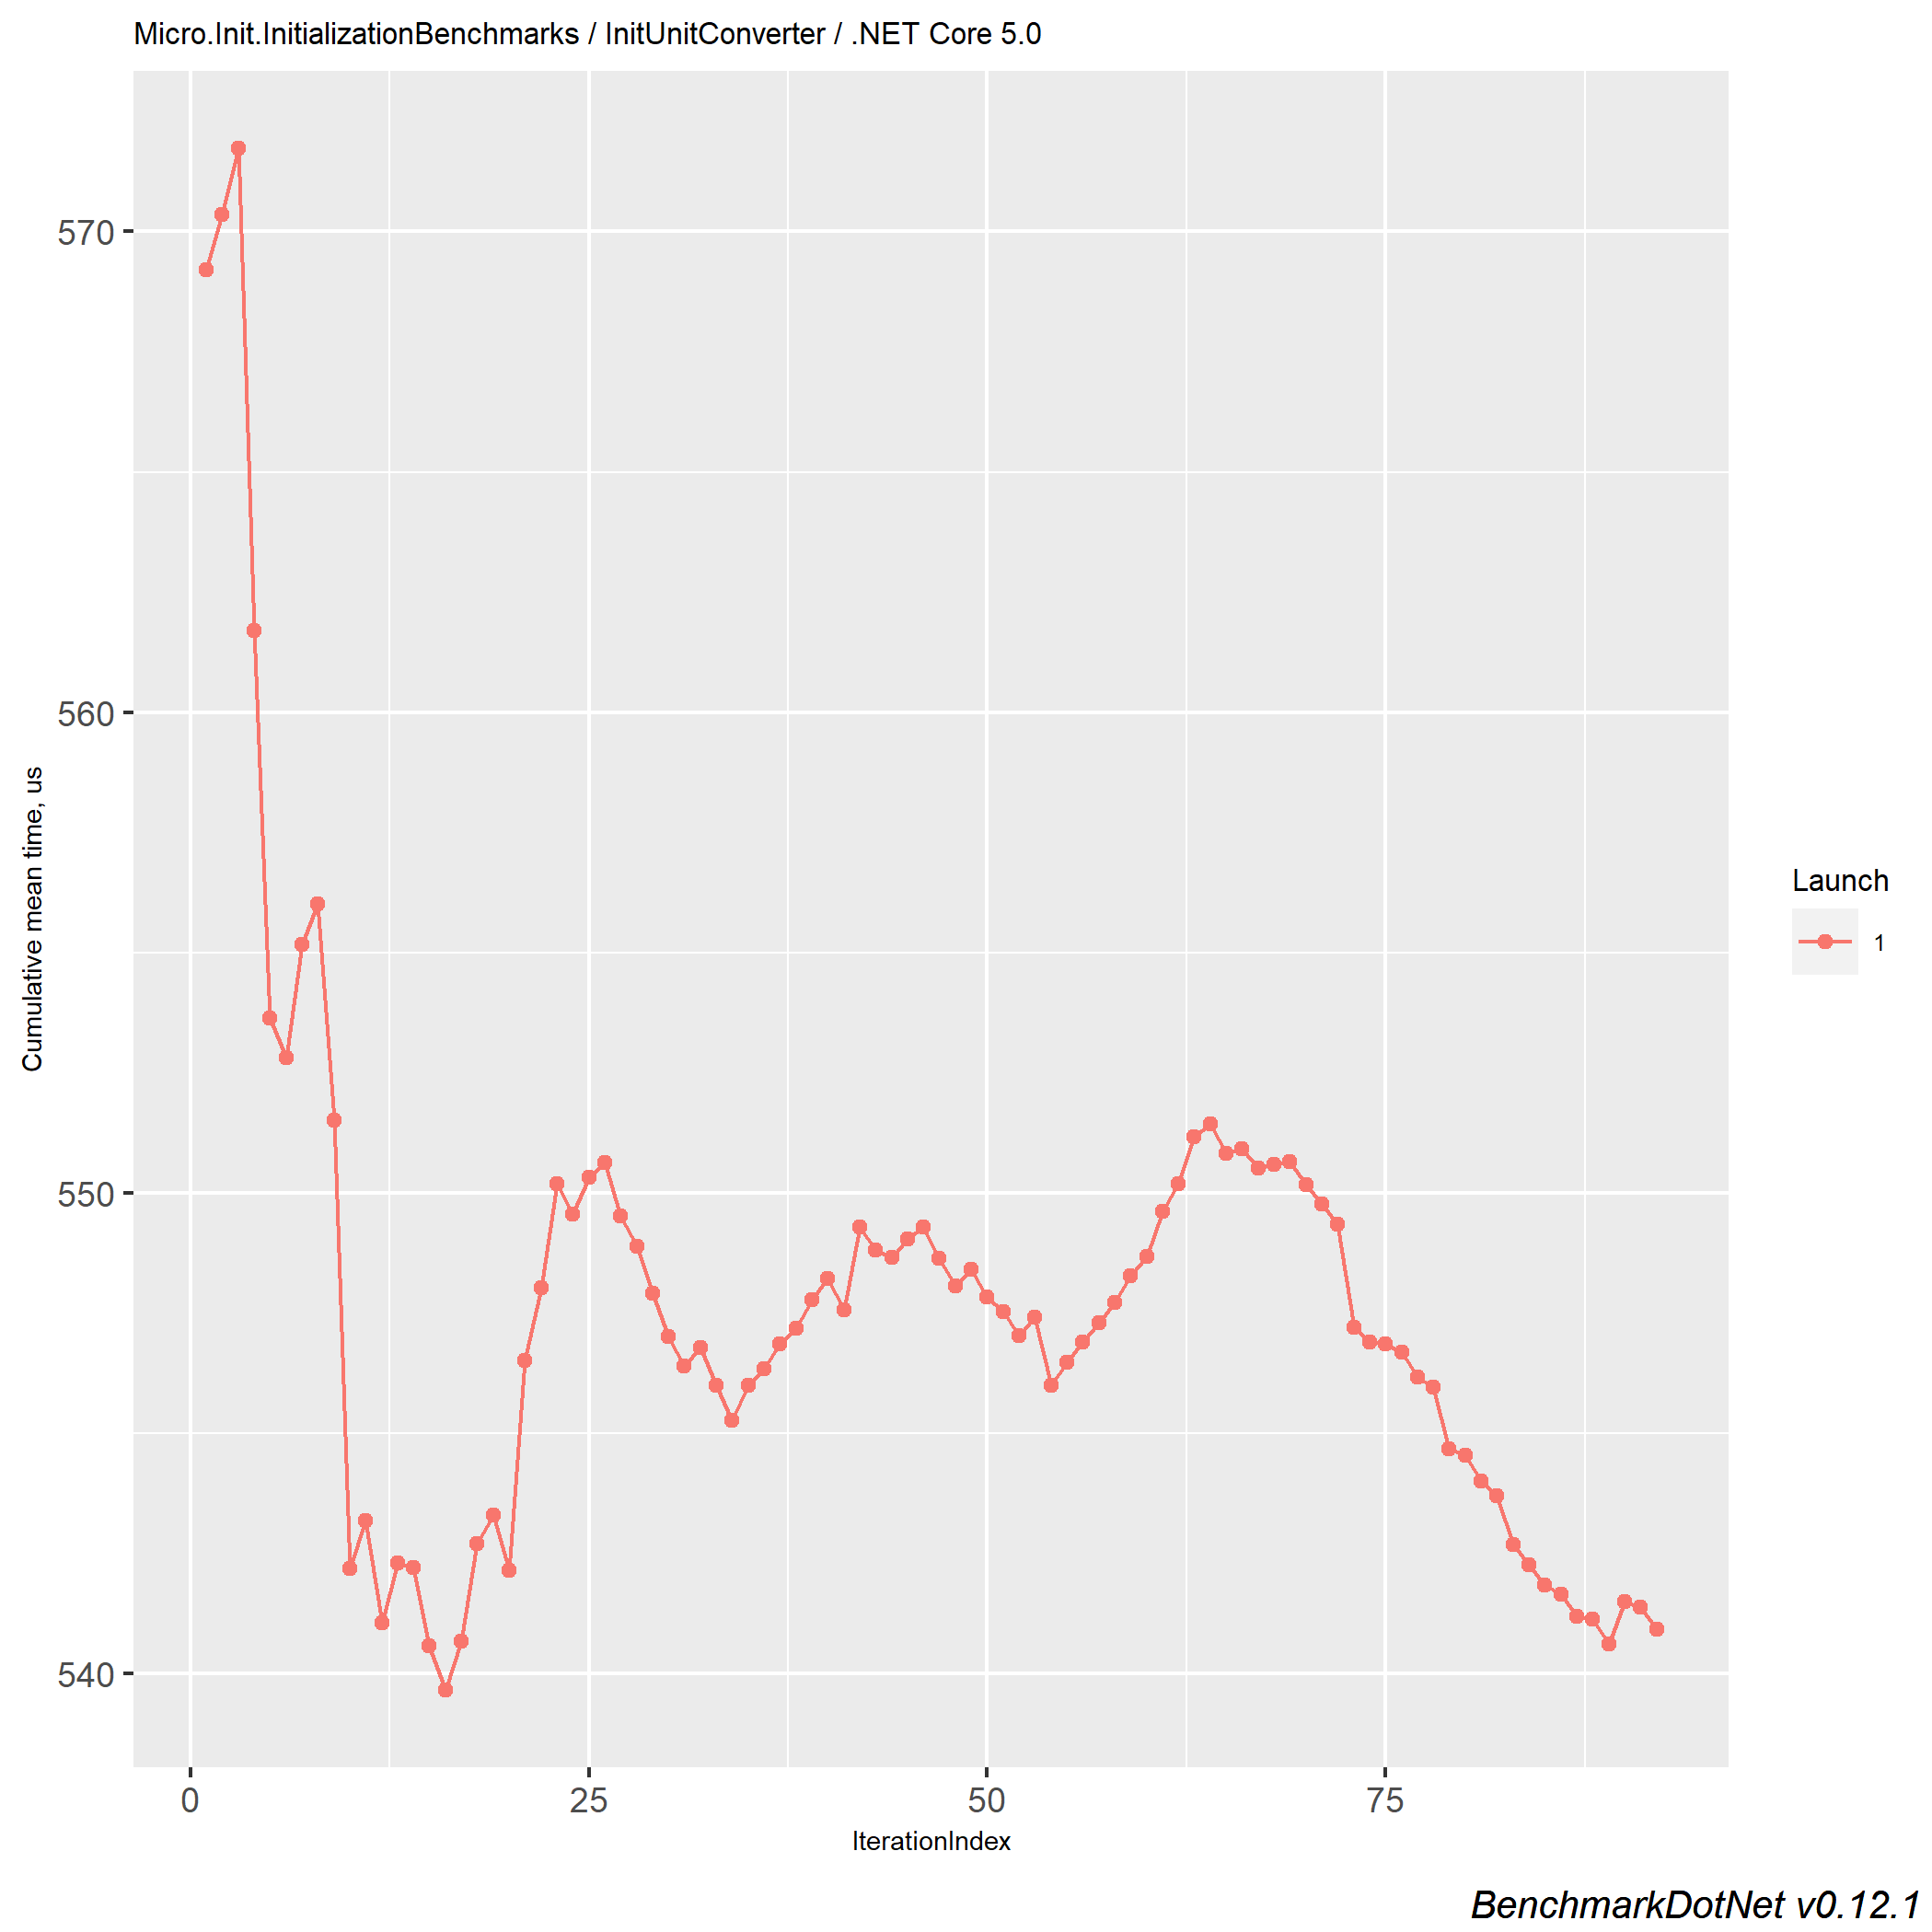 Micro.Init.InitializationBenchmarks / InitUnitConverter / .NET Core 5.0
570
560
550
540
Cumulative mean time, us
0 25 50 75
IterationIndex
Launch
1
BenchmarkDotNet v0.12.1